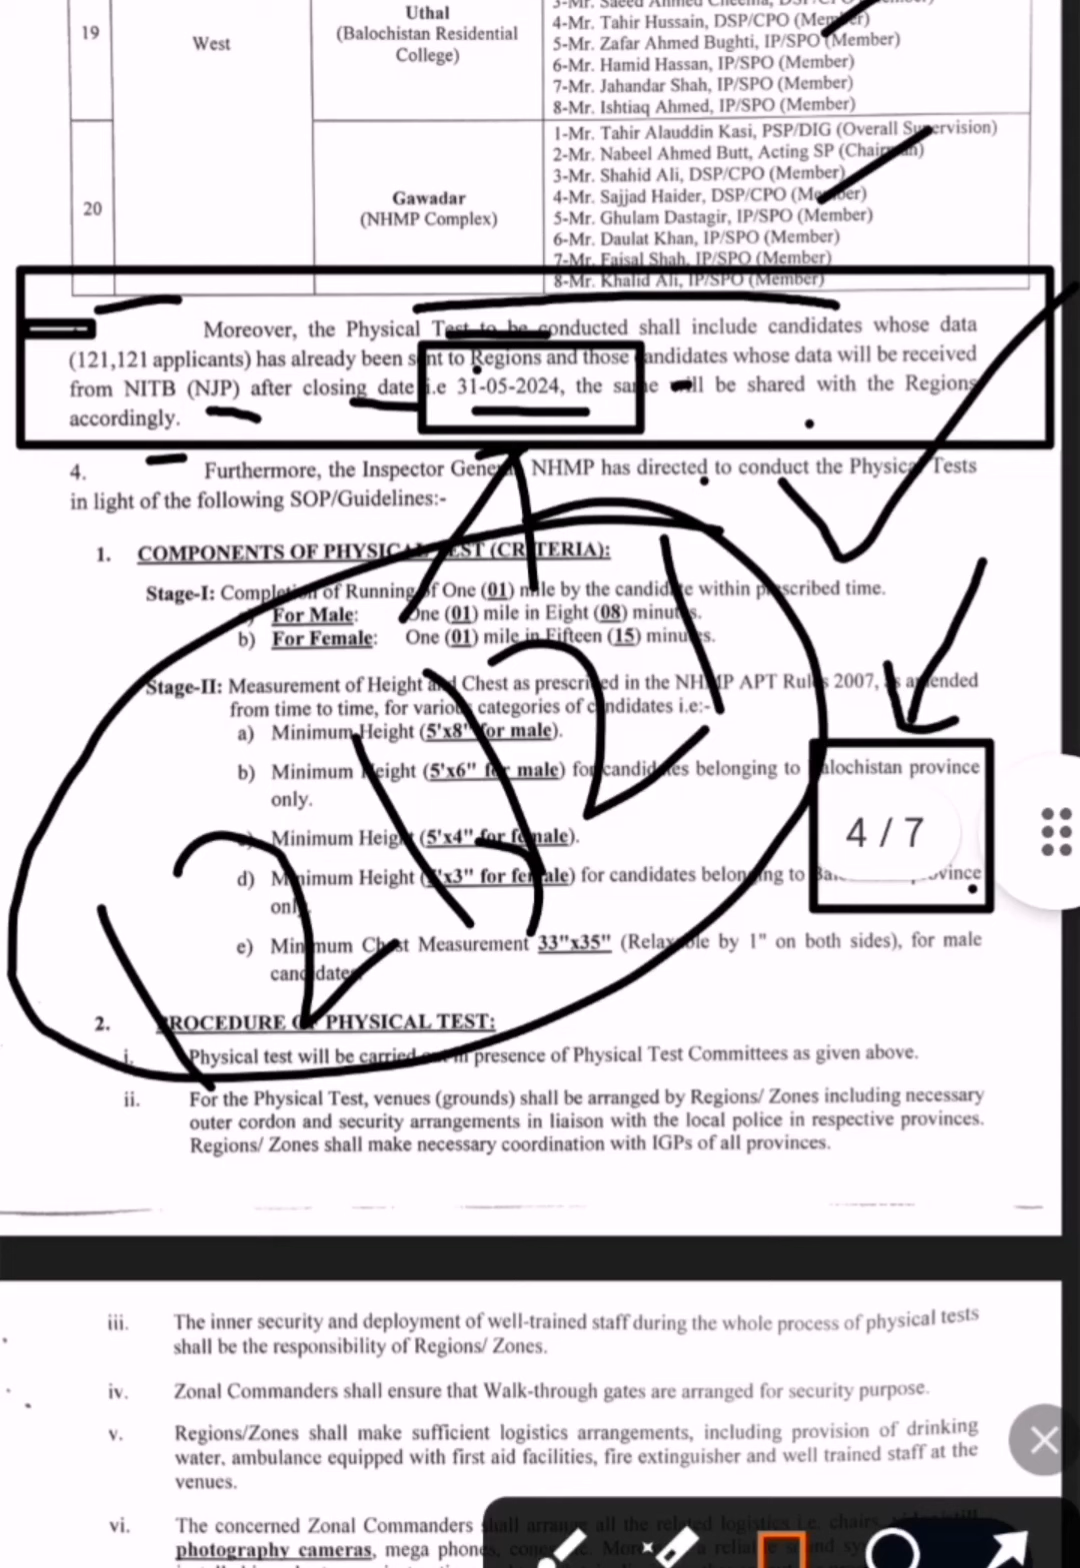 4-Mr. Tahir Hussain, DSP/CPO (Member)
19
West
Uthal
(Balochistan Residential
College)
5-Mr. Zafar Ahmed Bughti, IP/SPO (Member)
6-Mr. Hamid Hassan, IP/SPO (Member)
7-Mr. Jahandar Shah, IP/SPO (Member)
8-Mr. Ishtiaq Ahmed, IP/SPO (Member)
20
Gawadar
(NHMP Complex)
1-Mr. Tahir Alauddin Kasi, PSP/DIG (Overall Supervision)
2-Mr. Nabeel Ahmed Butt, Acting SP (Chairman)
3-Mr. Shahid Ali, DSP/CPO (Member)
4-Mr. Sajjad Haider, DSP/CPO (Member)
5-Mr. Ghulam Dastagir, IP/SPO (Member)
6-Mr. Daulat Khan, IP/SPO (Member)
7-Mr. Faisal Shah, IP/SPO (Member)
8-Mr. Khalid Ali, IP/SPO (Member)
Moreover, the Physical Test to be conducted shall include candidates whose data
(121,121 applicants) has already been sent to Regions and those candidates whose data will be received
from NITB (NJP) after closing date i.e 31-05-2024, the same will be shared with the Regions
accordingly.
4. Furthermore, the Inspector General NHMP has directed to conduct the Physical Tests
in light of the following SOP/Guidelines:-
1. COMPONENTS OF PHYSICAL TEST (CRITERIA):
Stage-I: Completion of Running of One (01) mile by the candidate within prescribed time.
For Male: One (01) mile in Eight (08) minutes.
b) For Female: One (01) mile in Fifteen (15) minutes.
Stage-II: Measurement of Height and Chest as prescribed in the NHMP APT Rules 2007, as amended
from time to time, for various categories of candidates i.e:-
a) Minimum Height (5'x8" for male).
b) Minimum Height (5'x6" for male) for candidates belonging to Balochistan province
only.
Minimum Height (5'x4" for female).
d) Minimum Height (5'x3" for female) for candidates belonging to province
only.
e) Minimum Chest Measurement 33"x35" (Relaxable by 1" on both sides), for male
candidates
4 / 7
2. PROCEDURE OF PHYSICAL TEST:
i. Physical test will be carried out in presence of Physical Test Committees as given above.
ii. For the Physical Test, venues (grounds) shall be arranged by Regions/ Zones including necessary
outer cordon and security arrangements in liaison with the local police in respective provinces.
Regions/ Zones shall make necessary coordination with IGPs of all provinces.
iii. The inner security and deployment of well-trained staff during the whole process of physical tests
shall be the responsibility of Regions/ Zones.
iv. Zonal Commanders shall ensure that Walk-through gates are arranged for security purpose.
v. Regions/Zones shall make sufficient logistics arrangements, including provision of drinking
water, ambulance equipped with first aid facilities, fire extinguisher and well trained staff at the
venues.
vi. The concerned Zonal Commanders shall arrange all the related logistics i.e. chairs,
photography cameras, mega phones,